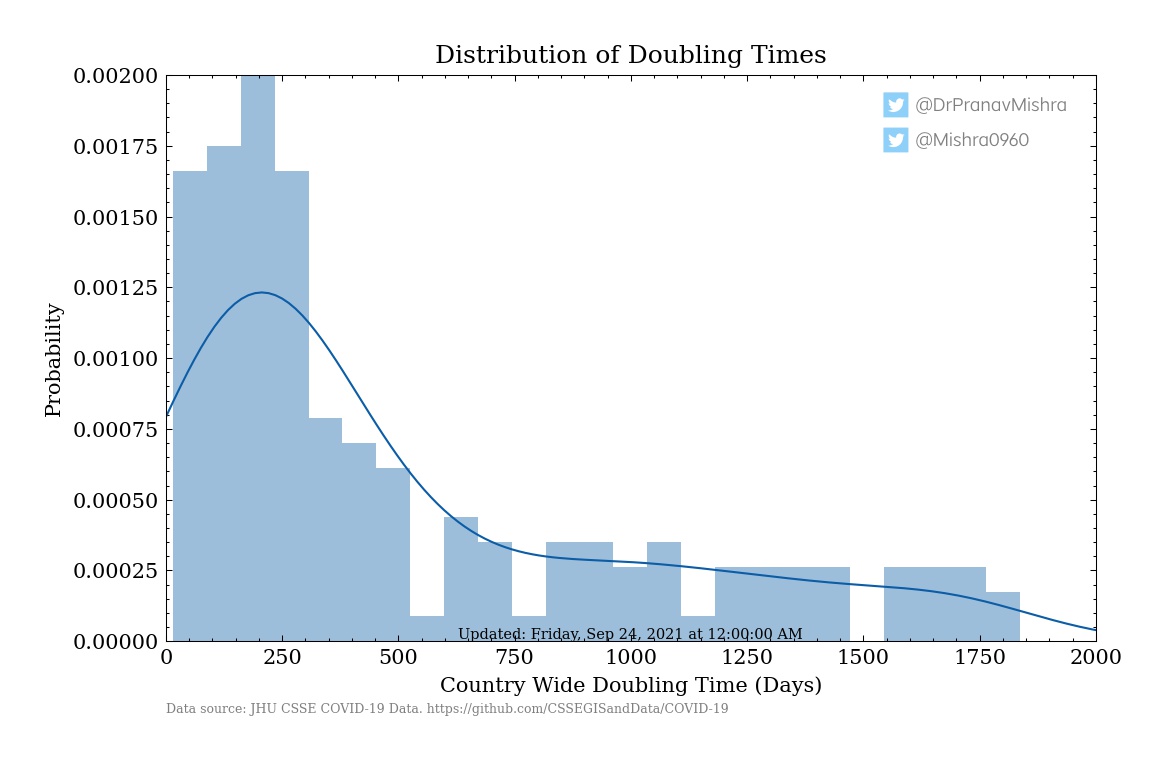 Distribution of Doubling Times
@DrPranavMishra
@Mishra0960
Probability
0.00200
0.00175
0.00150
0.00125
0.00100
0.00075
0.00050
0.00025
0.00000
Updated: Friday, Sep 24, 2021 at 12:00:00 AM
0 250 500 750 1000 1250 1500 1750 2000
Country Wide Doubling Time (Days)
Data source: JHU CSSE COVID-19 Data. https://github.com/CSSEGISandData/COVID-19